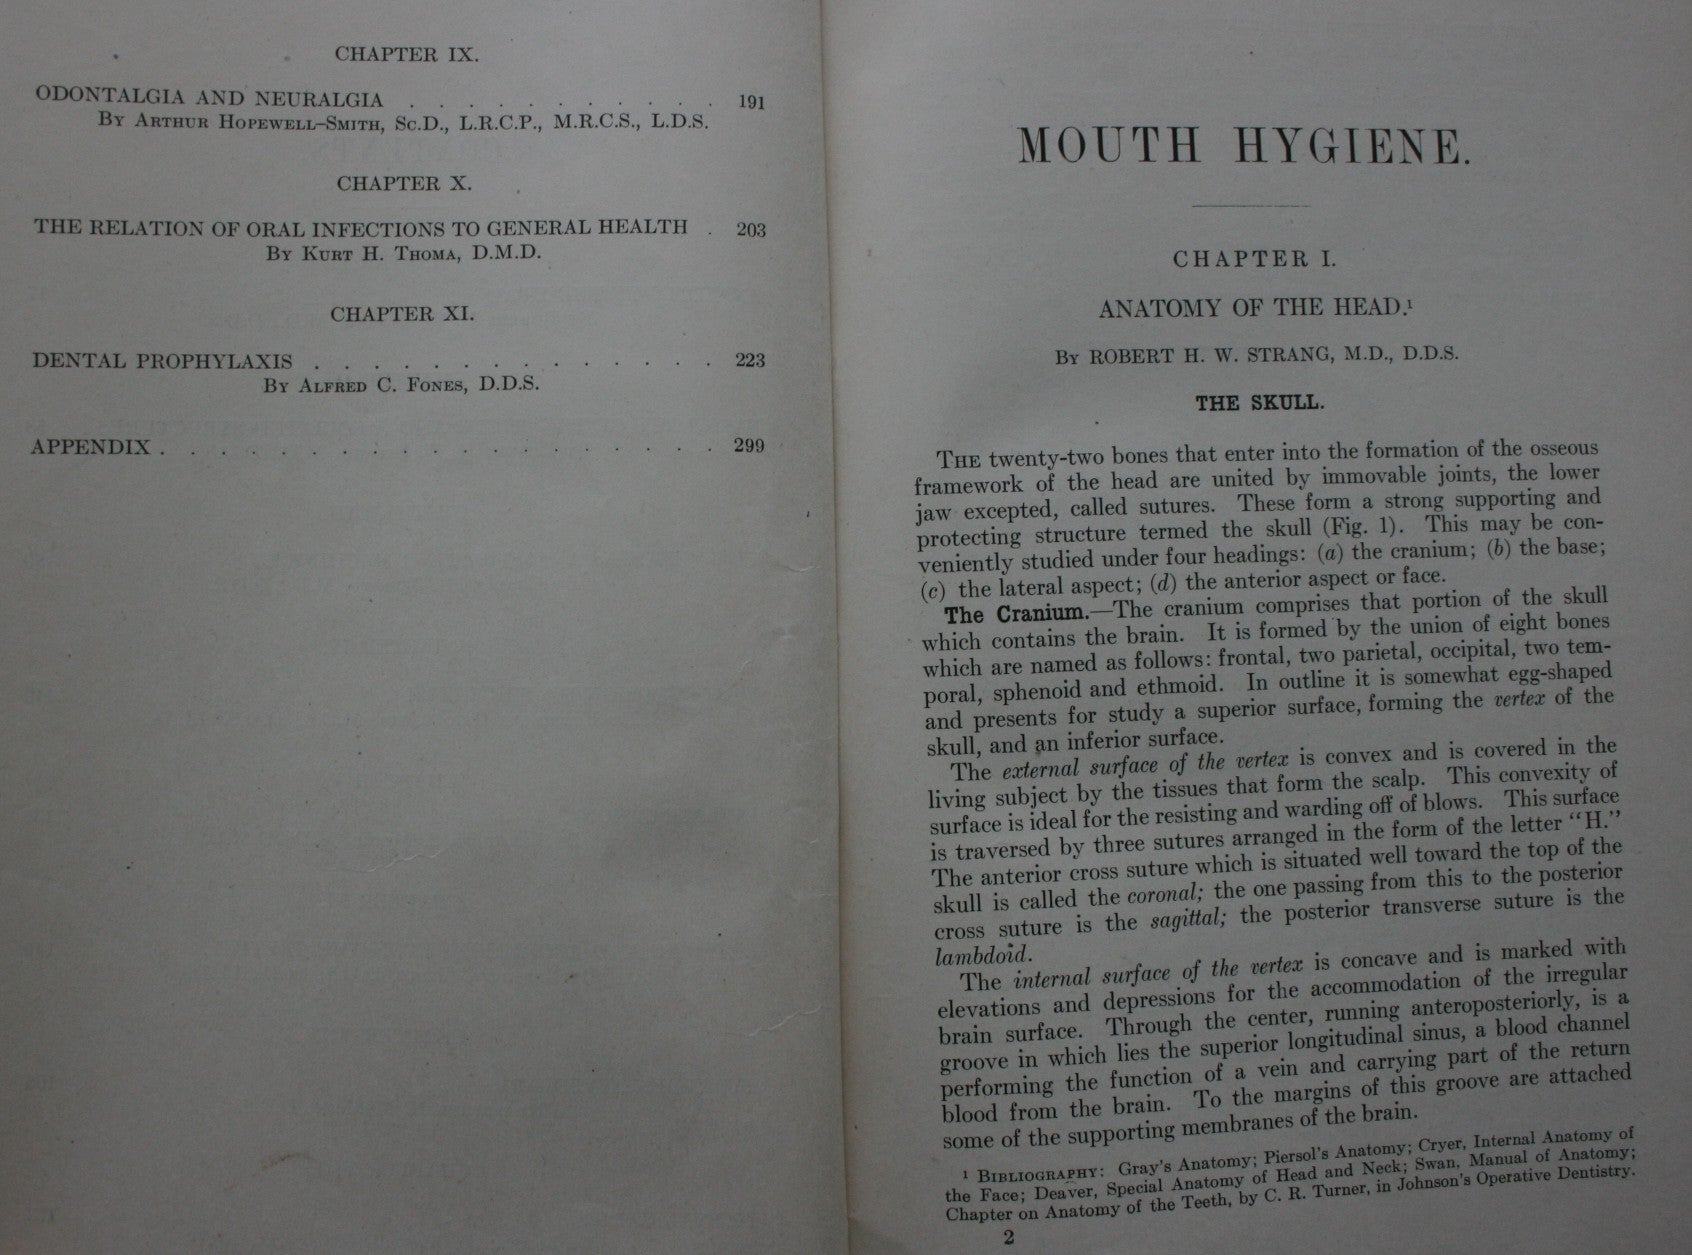 CHAPTER IX.
ODONTALGIA AND NEURALGIA . . . . . . . . . . . 191
By Arthur Hopewell-Smith, Sc.D., L.R.C.P., M.R.C.S., L.D.S.
CHAPTER X.
THE RELATION OF ORAL INFECTIONS TO GENERAL HEALTH . 203
By Kurt H. Thoma, D.M.D.
CHAPTER XI.
DENTAL PROPHYLAXIS . . . . . . . . . . . . . . 223
By Alfred C. Fones, D.D.S.
APPENDIX . . . . . . . . . . . . . . . . . . . 299
MOUTH HYGIENE.
CHAPTER I.
ANATOMY OF THE HEAD.¹
By ROBERT H. W. STRANG, M.D., D.D.S.
THE SKULL.
The twenty-two bones that enter into the formation of the osseous
framework of the head are united by immovable joints, the lower
jaw excepted, called sutures. These form a strong supporting and
protecting structure termed the skull (Fig. 1). This may be con-
veniently studied under four headings: (a) the cranium; (b) the base;
(c) the lateral aspect; (d) the anterior aspect or face.
The Cranium.—The cranium comprises that portion of the skull
which contains the brain. It is formed by the union of eight bones
which are named as follows: frontal, two parietal, occipital, two tem-
poral, sphenoid and ethmoid. In outline it is somewhat egg-shaped
and presents for study a superior surface, forming the vertex of the
skull, and an inferior surface.
The external surface of the vertex is convex and is covered in the
living subject by the tissues that form the scalp. This convexity of
surface is ideal for the resisting and warding off of blows. This surface
is traversed by three sutures arranged in the form of the letter "H."
The anterior cross suture which is situated well toward the top of the
skull is called the coronal; the one passing from this to the posterior
cross suture is the sagittal; the posterior transverse suture is the
lambdoid.
The internal surface of the vertex is concave and is marked with
elevations and depressions for the accommodation of the irregular
brain surface. Through the center, running anteroposteriorly, is a
groove in which lies the superior longitudinal sinus, a blood channel
performing the function of a vein and carrying part of the return
blood from the brain. To the margins of this groove are attached
some of the supporting membranes of the brain.
¹ Bibliography: Gray's Anatomy; Piersol's Anatomy; Cryer, Internal Anatomy of
the Face; Deaver, Special Anatomy of Head and Neck; Swan, Manual of Anatomy;
Chapter on Anatomy of the Teeth, by C. R. Turner, in Johnson's Operative Dentistry.
2